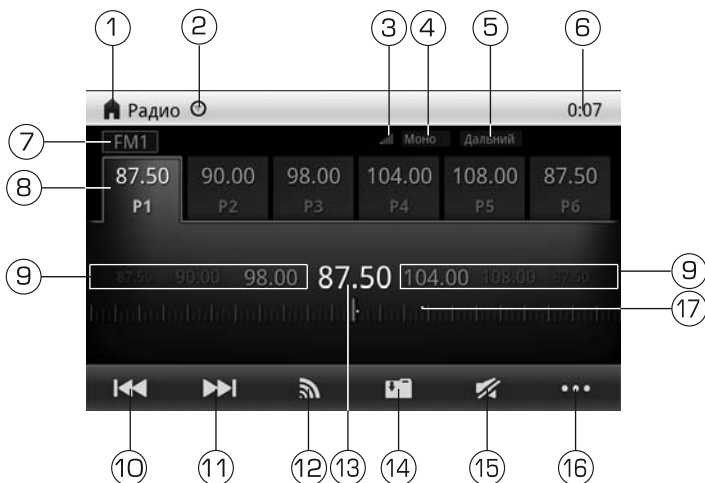 1 2 3 4 5 6
Радио 0:07
7 FM1 Моно Дальний
8 87.50 90.00 98.00 104.00 108.00 87.50
P1 P2 P3 P4 P5 P6
9 87.50 90.00 98.00 87.50 104.00 108.00 87.50 9
17
10 11 12 13 14 15 16